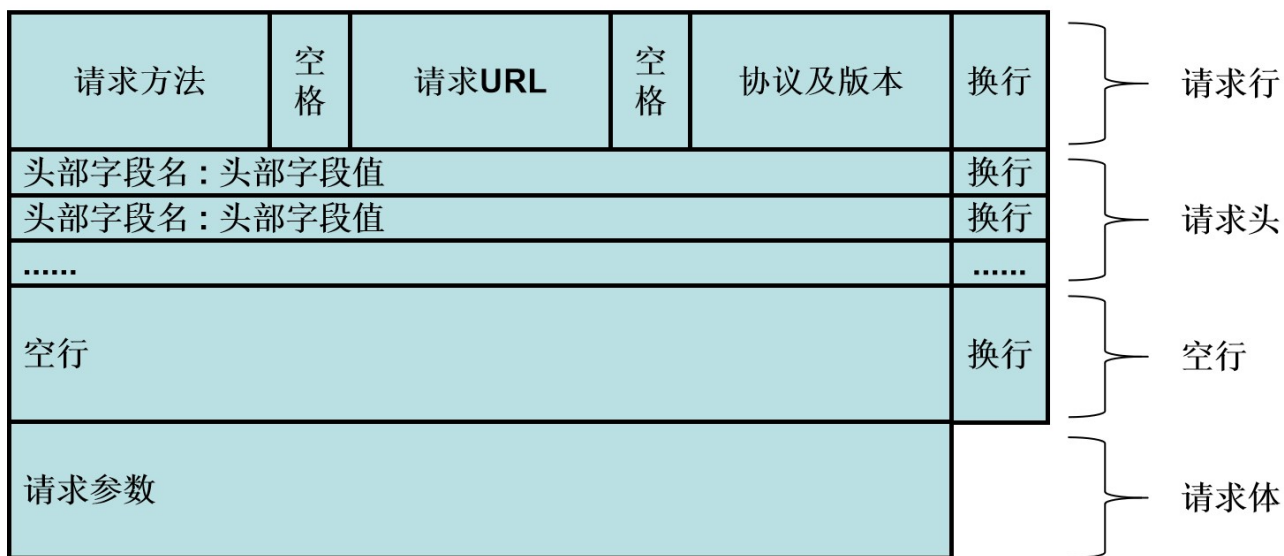 请求方法 空格 请求URL 空格 协议及版本 换行 请求行
头部字段名：头部字段值 换行
头部字段名：头部字段值 换行 请求头
...... ......
空行 换行 空行
请求参数 请求体